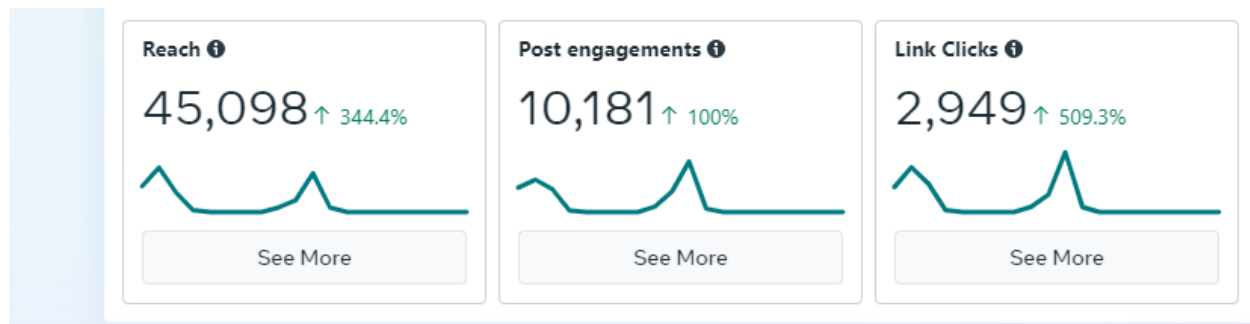 Reach
45,098↑ 344.4%
See More
Post engagements
10,181↑ 100%
See More
Link Clicks
2,949↑ 509.3%
See More